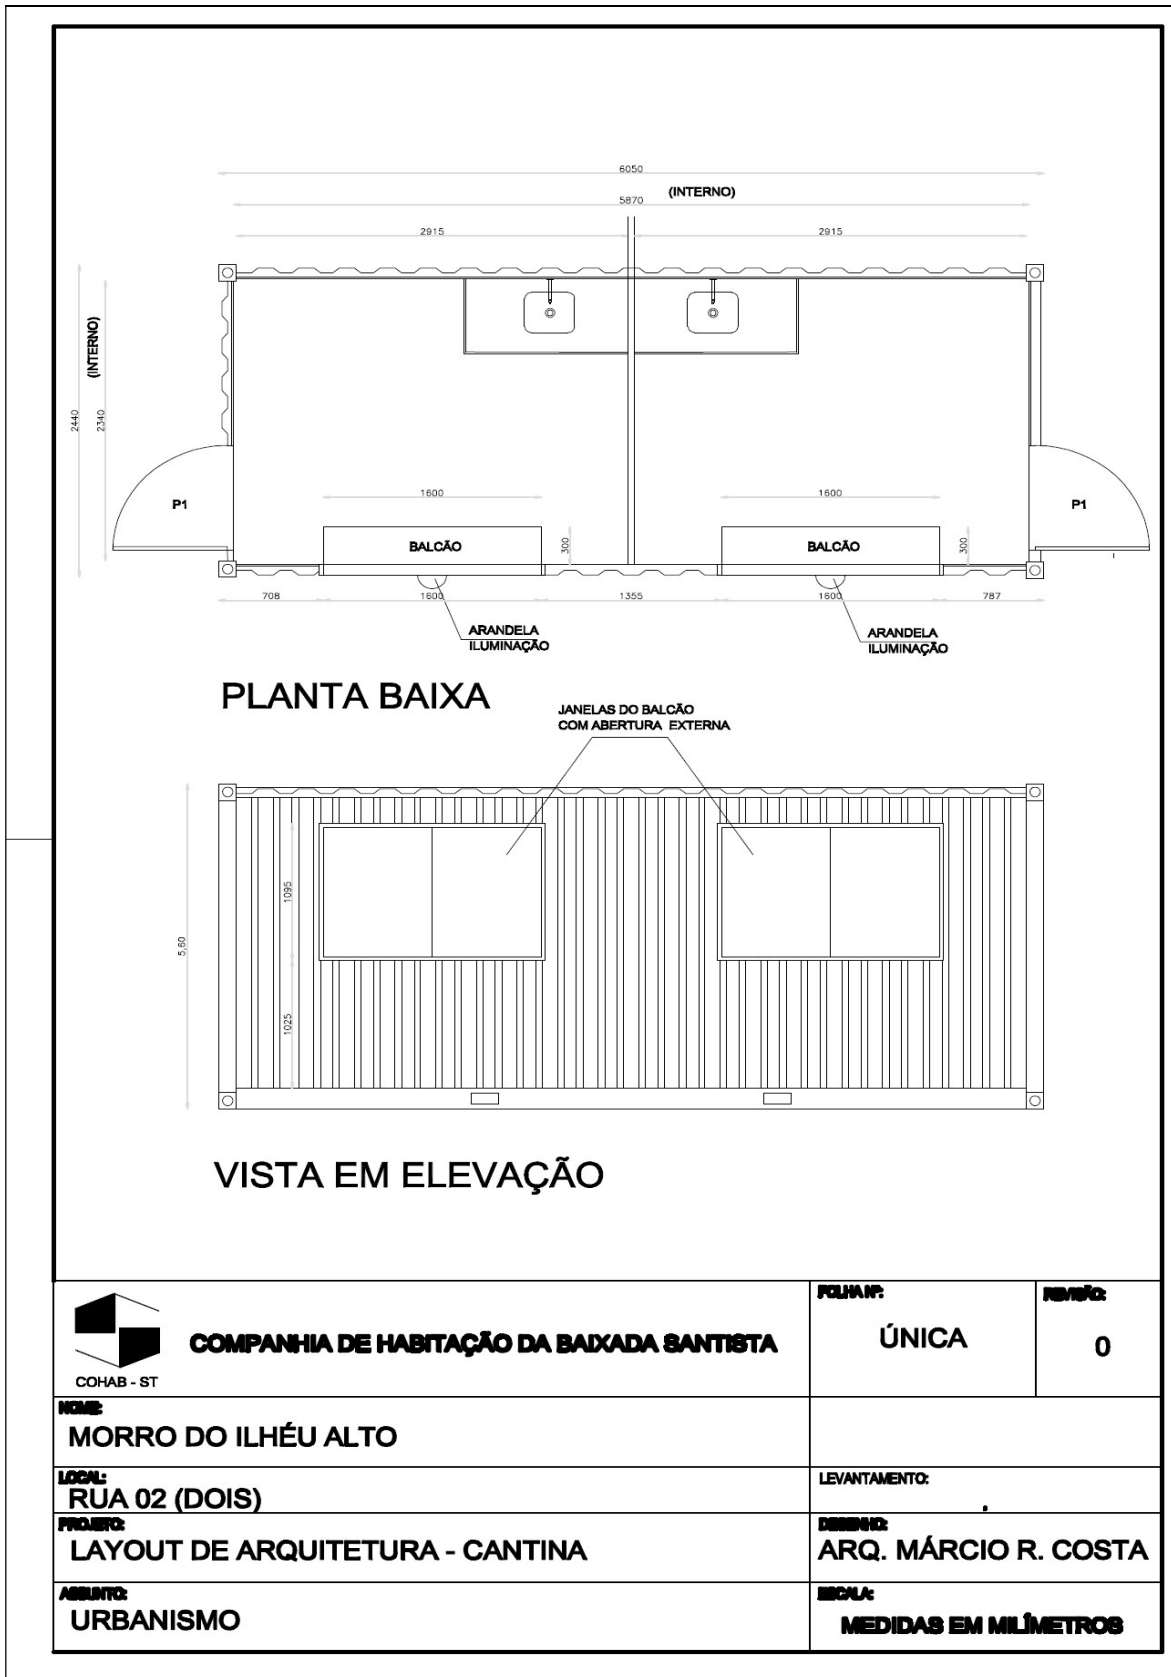 6050
(INTERNO)
5870
2915
2915
(INTERNO)
2440
2340
P1
P1
1600
1600
BALCÃO
300
BALCÃO
300
708
1600
1355
1600
787
ARANDELA
ILUMINAÇÃO
ARANDELA
ILUMINAÇÃO
PLANTA BAIXA
JANELAS DO BALCÃO
COM ABERTURA EXTERNA
1095
5,60
1025
VISTA EM ELEVAÇÃO
COHAB - ST
COMPANHIA DE HABITAÇÃO DA BAIXADA SANTISTA
FOLHA Nº:
ÚNICA
REVISÃO:
0
NOME:
MORRO DO ILHÉU ALTO
LOCAL:
RUA 02 (DOIS)
LEVANTAMENTO:
PROJETO:
LAYOUT DE ARQUITETURA - CANTINA
DESENHO:
ARQ. MÁRCIO R. COSTA
ASSUNTO:
URBANISMO
ESCALA:
MEDIDAS EM MILÍMETROS